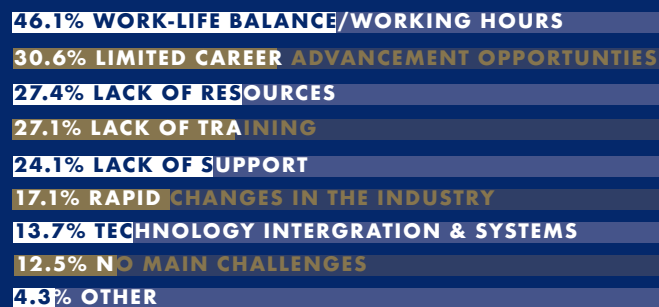 46.1% WORK-LIFE BALANCE/WORKING HOURS
30.6% LIMITED CAREER ADVANCEMENT OPPORTUNTIES
27.4% LACK OF RESOURCES
27.1% LACK OF TRAINING
24.1% LACK OF SUPPORT
17.1% RAPID CHANGES IN THE INDUSTRY
13.7% TECHNOLOGY INTERGRATION & SYSTEMS
12.5% NO MAIN CHALLENGES
4.3% OTHER